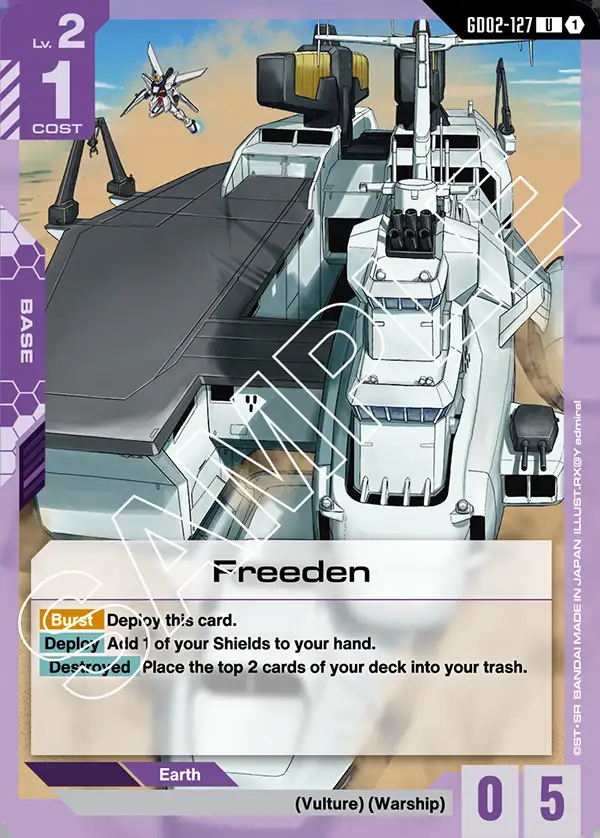 GD02-127 U 1
Lv. 2
1
COST
BASE
SAMPLE
Freeden
Burst Deploy this card.
Deploy Add 1 of your Shields to your hand.
Destroyed Place the top 2 cards of your deck into your trash.
©ST・SR BANDAI MADE IN JAPAN ILLUST.RX@Y admiral
Earth
(Vulture) (Warship)
0 5